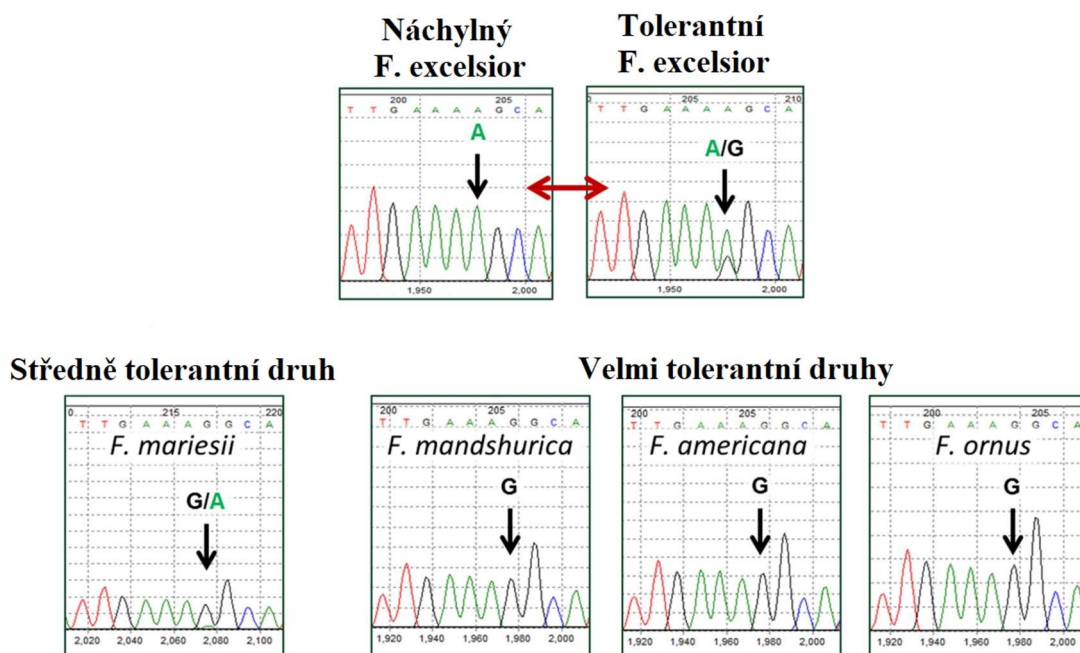 Náchylný
F. excelsior
Tolerantní
F. excelsior
200 205
T T G A A A A G C A
A
1,950 2,000
0 205 210
T T G A A A A G C A
A/G
1,950 2,000
Středně tolerantní druh
Velmi tolerantní druhy
0 215 220
T T G A A A G G C A
F. mariesii
G/A
2,020 2,040 2,060 2,080 2,100
200 205
T T G A A A G G C A
F. mandshurica
G
1,920 1,940 1,960 1,980 2,000
200 205
T T G A A A G G C A
F. americana
G
1,920 1,940 1,960 1,980 2,000
200 205
T T G A A A G G C A
F. ornus
G
1,920 1,940 1,960 1,980 2,000